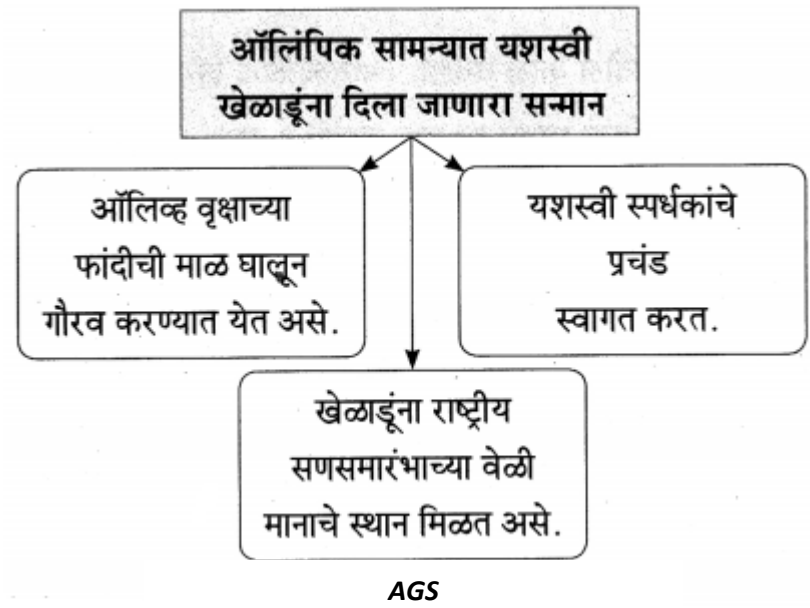 ऑलिंपिक सामन्यात यशस्वी
खेळाडूंना दिला जाणारा सन्मान
ऑलिव्ह वृक्षाच्या
फांदीची माळ घालून
गौरव करण्यात येत असे.
यशस्वी स्पर्धकांचे
प्रचंड
स्वागत करत.
खेळाडूंना राष्ट्रीय
सणसमारंभाच्या वेळी
मानाचे स्थान मिळत असे.
AGS